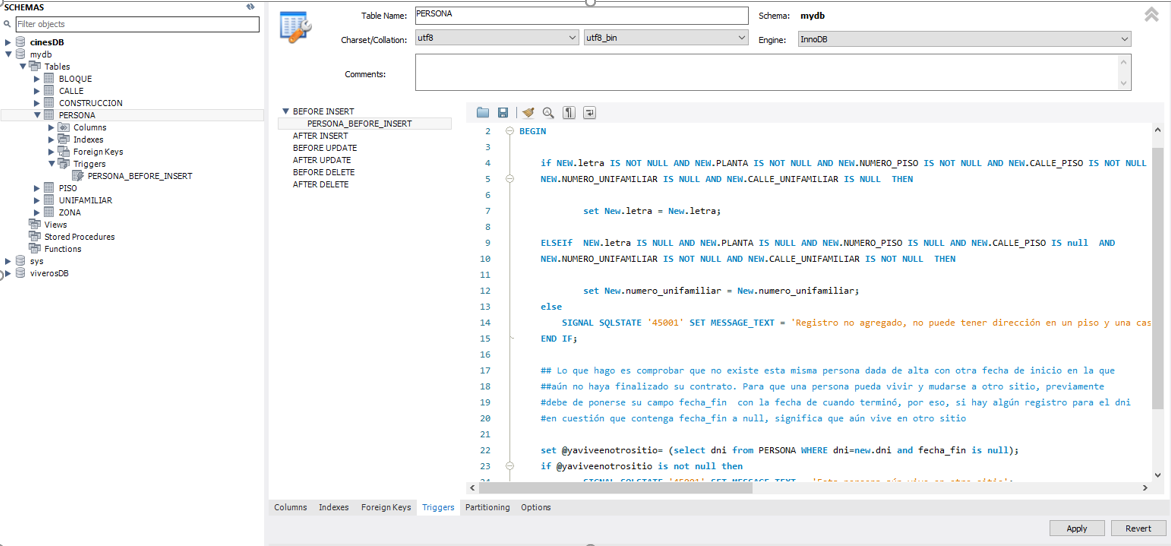 SCHEMAS
Filter objects
cinesDB
mydb
Tables
BLOQUE
CALLE
CONSTRUCCION
PERSONA
Columns
Indexes
Foreign Keys
Triggers
PERSONA_BEFORE_INSERT
PISO
UNIFAMILIAR
ZONA
Views
Stored Procedures
Functions
sys
viverosDB
Table Name: PERSONA Schema: mydb
Charset/Collation: utf8 utf8_bin Engine: InnoDB
Comments:
BEFORE INSERT
PERSONA_BEFORE_INSERT
AFTER INSERT
BEFORE UPDATE
AFTER UPDATE
BEFORE DELETE
AFTER DELETE
2 BEGIN
3
4 if NEW.letra IS NOT NULL AND NEW.PLANTA IS NOT NULL AND NEW.NUMERO_PISO IS NOT NULL AND NEW.CALLE_PISO IS NOT NULL
5 NEW.NUMERO_UNIFAMILIAR IS NULL AND NEW.CALLE_UNIFAMILIAR IS NULL THEN
6
7 set New.letra = New.letra;
8
9 ELSEIf NEW.letra IS NULL AND NEW.PLANTA IS NULL AND NEW.NUMERO_PISO IS NULL AND NEW.CALLE_PISO IS null AND
10 NEW.NUMERO_UNIFAMILIAR IS NOT NULL AND NEW.CALLE_UNIFAMILIAR IS NOT NULL THEN
11
12 set New.numero_unifamiliar = New.numero_unifamiliar;
13 else
14 SIGNAL SQLSTATE '45001' SET MESSAGE_TEXT = 'Registro no agregado, no puede tener dirección en un piso y una cas
15 END IF;
16
17 ## Lo que hago es comprobar que no existe esta misma persona dada de alta con otra fecha de inicio en la que
18 ##aún no haya finalizado su contrato. Para que una persona pueda vivir y mudarse a otro sitio, previamente
19 #debe de ponerse su campo fecha_fin con la fecha de cuando terminó, por eso, si hay algún registro para el dni
20 #en cuestión que contenga fecha_fin a null, significa que aún vive en otro sitio
21
22 set @yaviveenotrositio= (select dni from PERSONA WHERE dni=new.dni and fecha_fin is null);
23 if @yaviveenotrositio is not null then
24 SIGNAL SQLSTATE '45001' SET MESSAGE_TEXT = 'Esta persona aún vive en otro sitio';
Columns Indexes Foreign Keys Triggers Partitioning Options
Apply Revert